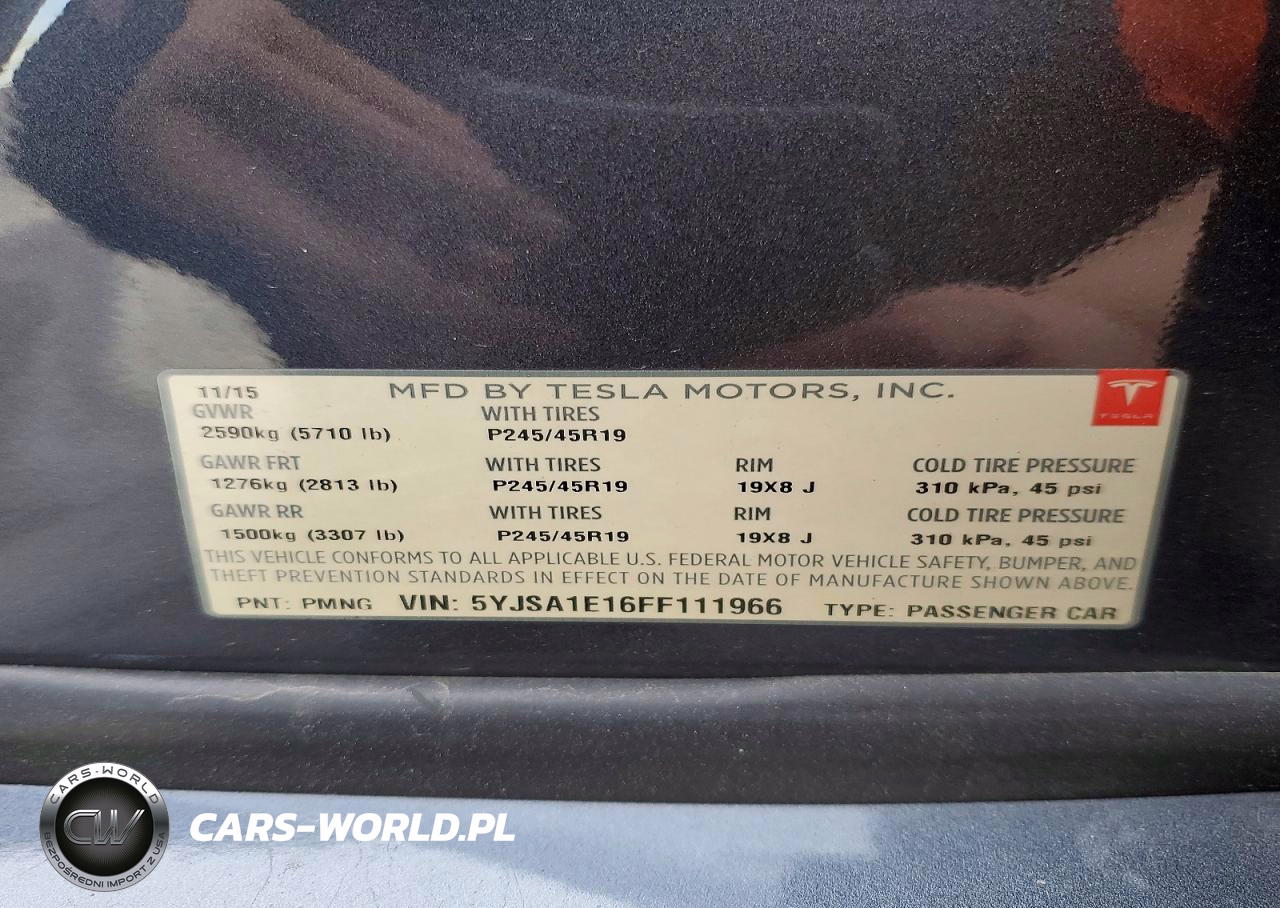 11/15 MFD BY TESLA MOTORS, INC.
TESLA
GVWR WITH TIRES
2590kg (5710 lb) P245/45R19
GAWR FRT WITH TIRES RIM COLD TIRE PRESSURE
1276kg (2813 lb) P245/45R19 19X8 J 310 kPa, 45 psi
GAWR RR WITH TIRES RIM COLD TIRE PRESSURE
1500kg (3307 lb) P245/45R19 19X8 J 310 kPa, 45 psi
THIS VEHICLE CONFORMS TO ALL APPLICABLE U.S. FEDERAL MOTOR VEHICLE SAFETY, BUMPER, AND
THEFT PREVENTION STANDARDS IN EFFECT ON THE DATE OF MANUFACTURE SHOWN ABOVE.
PNT: PMNG VIN: 5YJSA1E16FF111966 TYPE: PASSENGER CAR
CARS-WORLD
CW
BEZPOŚREDNI IMPORT Z USA
CARS-WORLD.PL